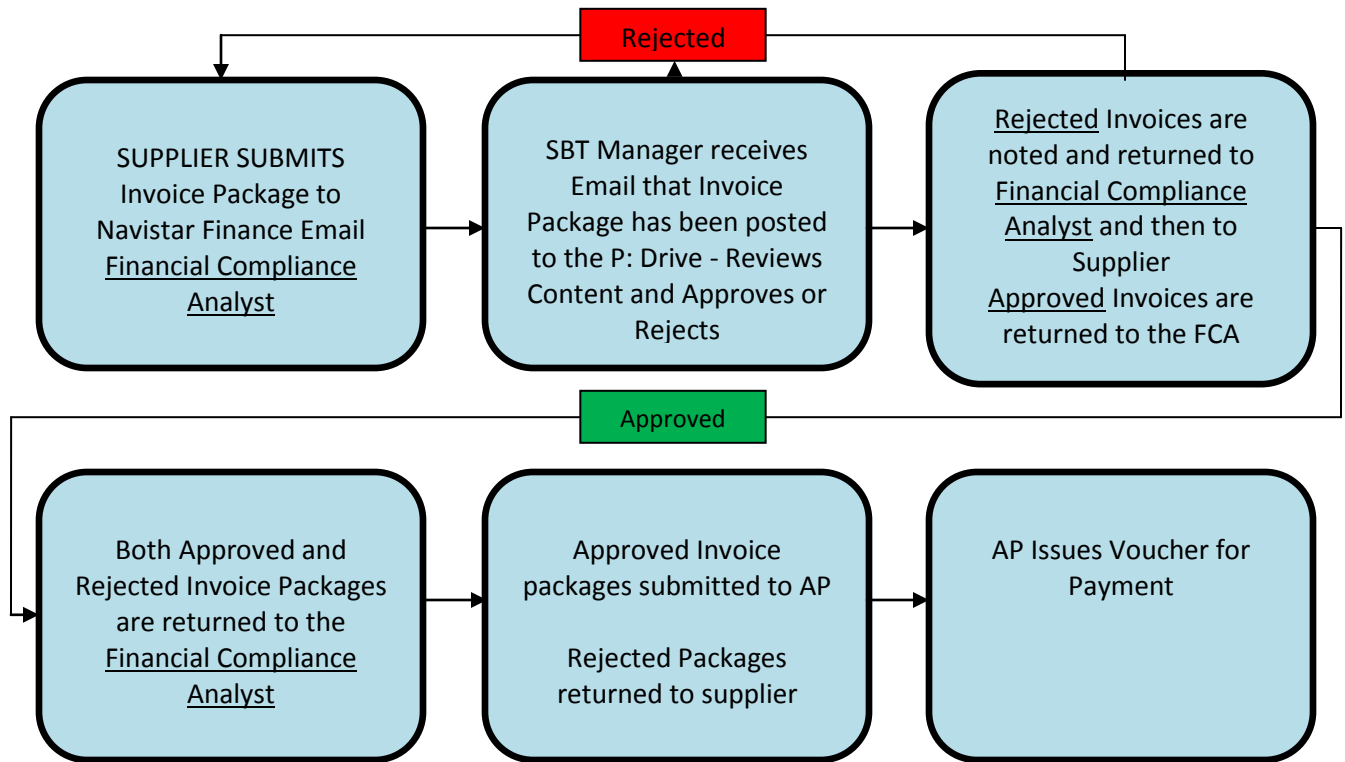 Rejected
SUPPLIER SUBMITS
Invoice Package to
Navistar Finance Email
Financial Compliance
Analyst
SBT Manager receives
Email that Invoice
Package has been posted
to the P: Drive - Reviews
Content and Approves or
Rejects
Rejected Invoices are
noted and returned to
Financial Compliance
Analyst and then to
Supplier
Approved Invoices are
returned to the FCA
Approved
Both Approved and
Rejected Invoice Packages
are returned to the
Financial Compliance
Analyst
Approved Invoice
packages submitted to AP
Rejected Packages
returned to supplier
AP Issues Voucher for
Payment